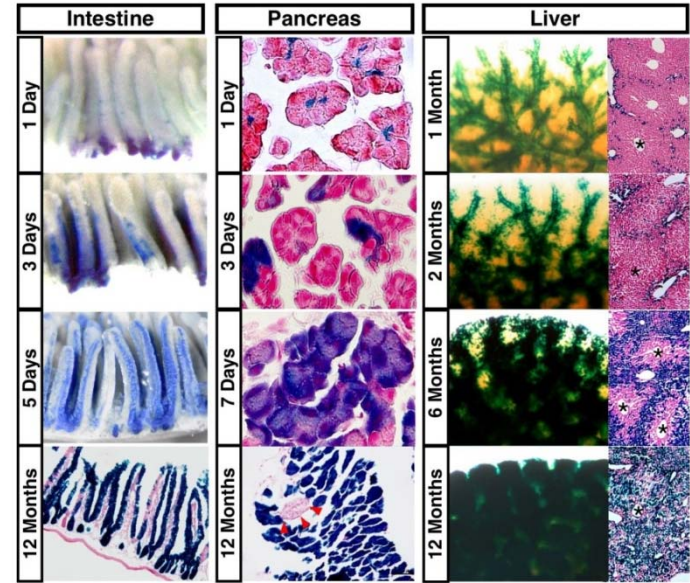 Intestine
Pancreas
Liver
1 Day
1 Day
1 Month
*
3 Days
3 Days
2 Months
*
5 Days
7 Days
6 Months
*
*
*
12 Months
12 Months
12 Months
*